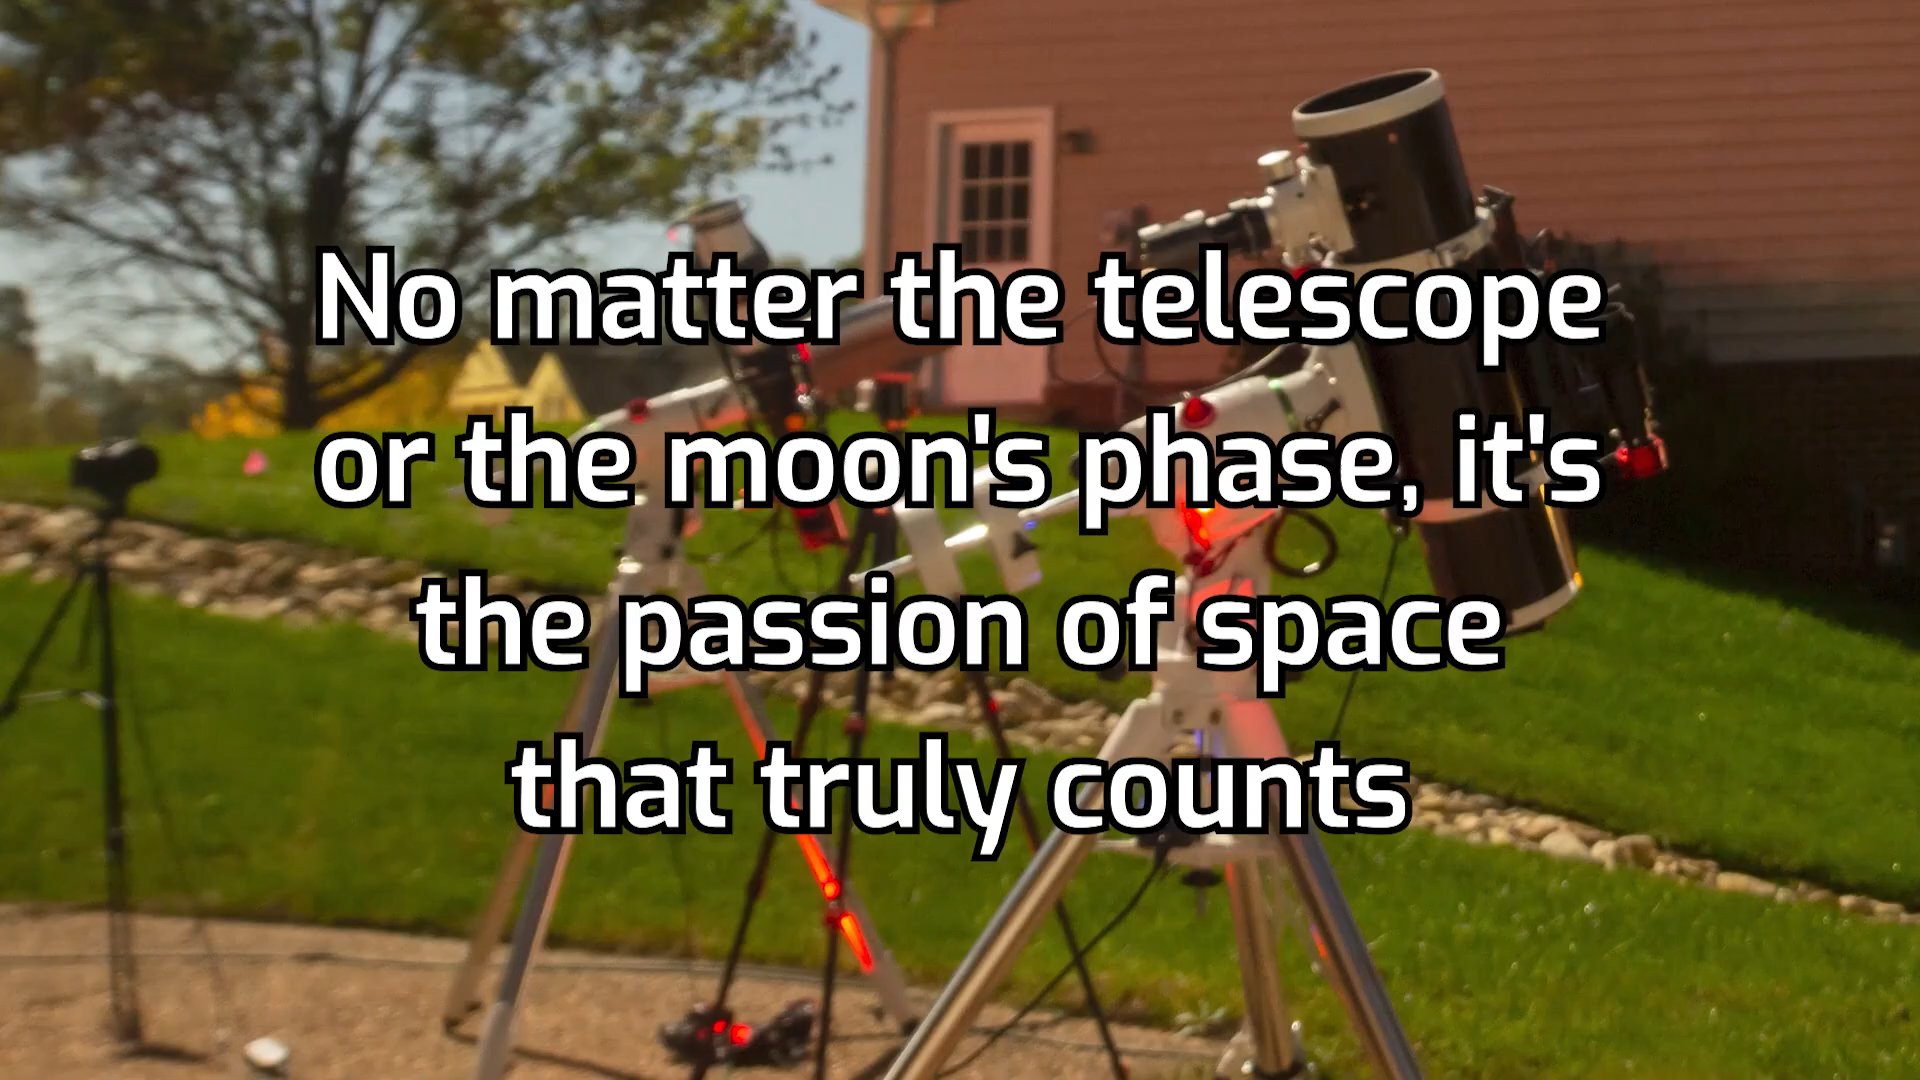 No matter the telescope
or the moon's phase, it's
the passion of space
that truly counts